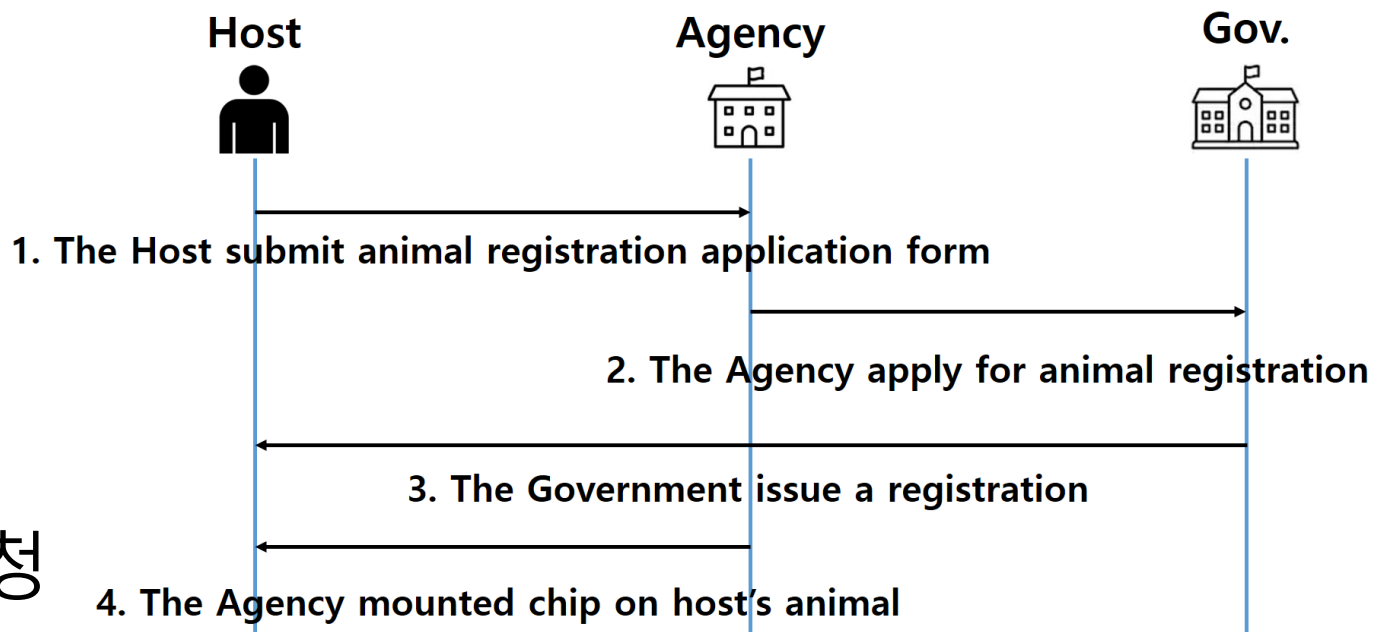 Host
Agency
Gov.
1. The Host submit animal registration application form
2. The Agency apply for animal registration
3. The Government issue a registration
4. The Agency mounted chip on host's animal